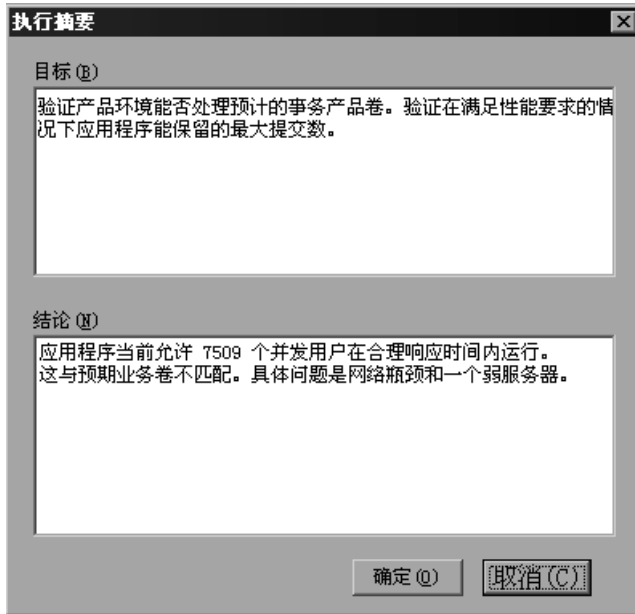 执行摘要
目标(B)
验证产品环境能否处理预计的事务产品卷。验证在满足性能要求的情
况下应用程序能保留的最大提交数。
结论(N)
应用程序当前允许 7509 个并发用户在合理响应时间内运行。
这与预期业务卷不匹配。具体问题是网络瓶颈和一个弱服务器。
确定(O)
取消(C)